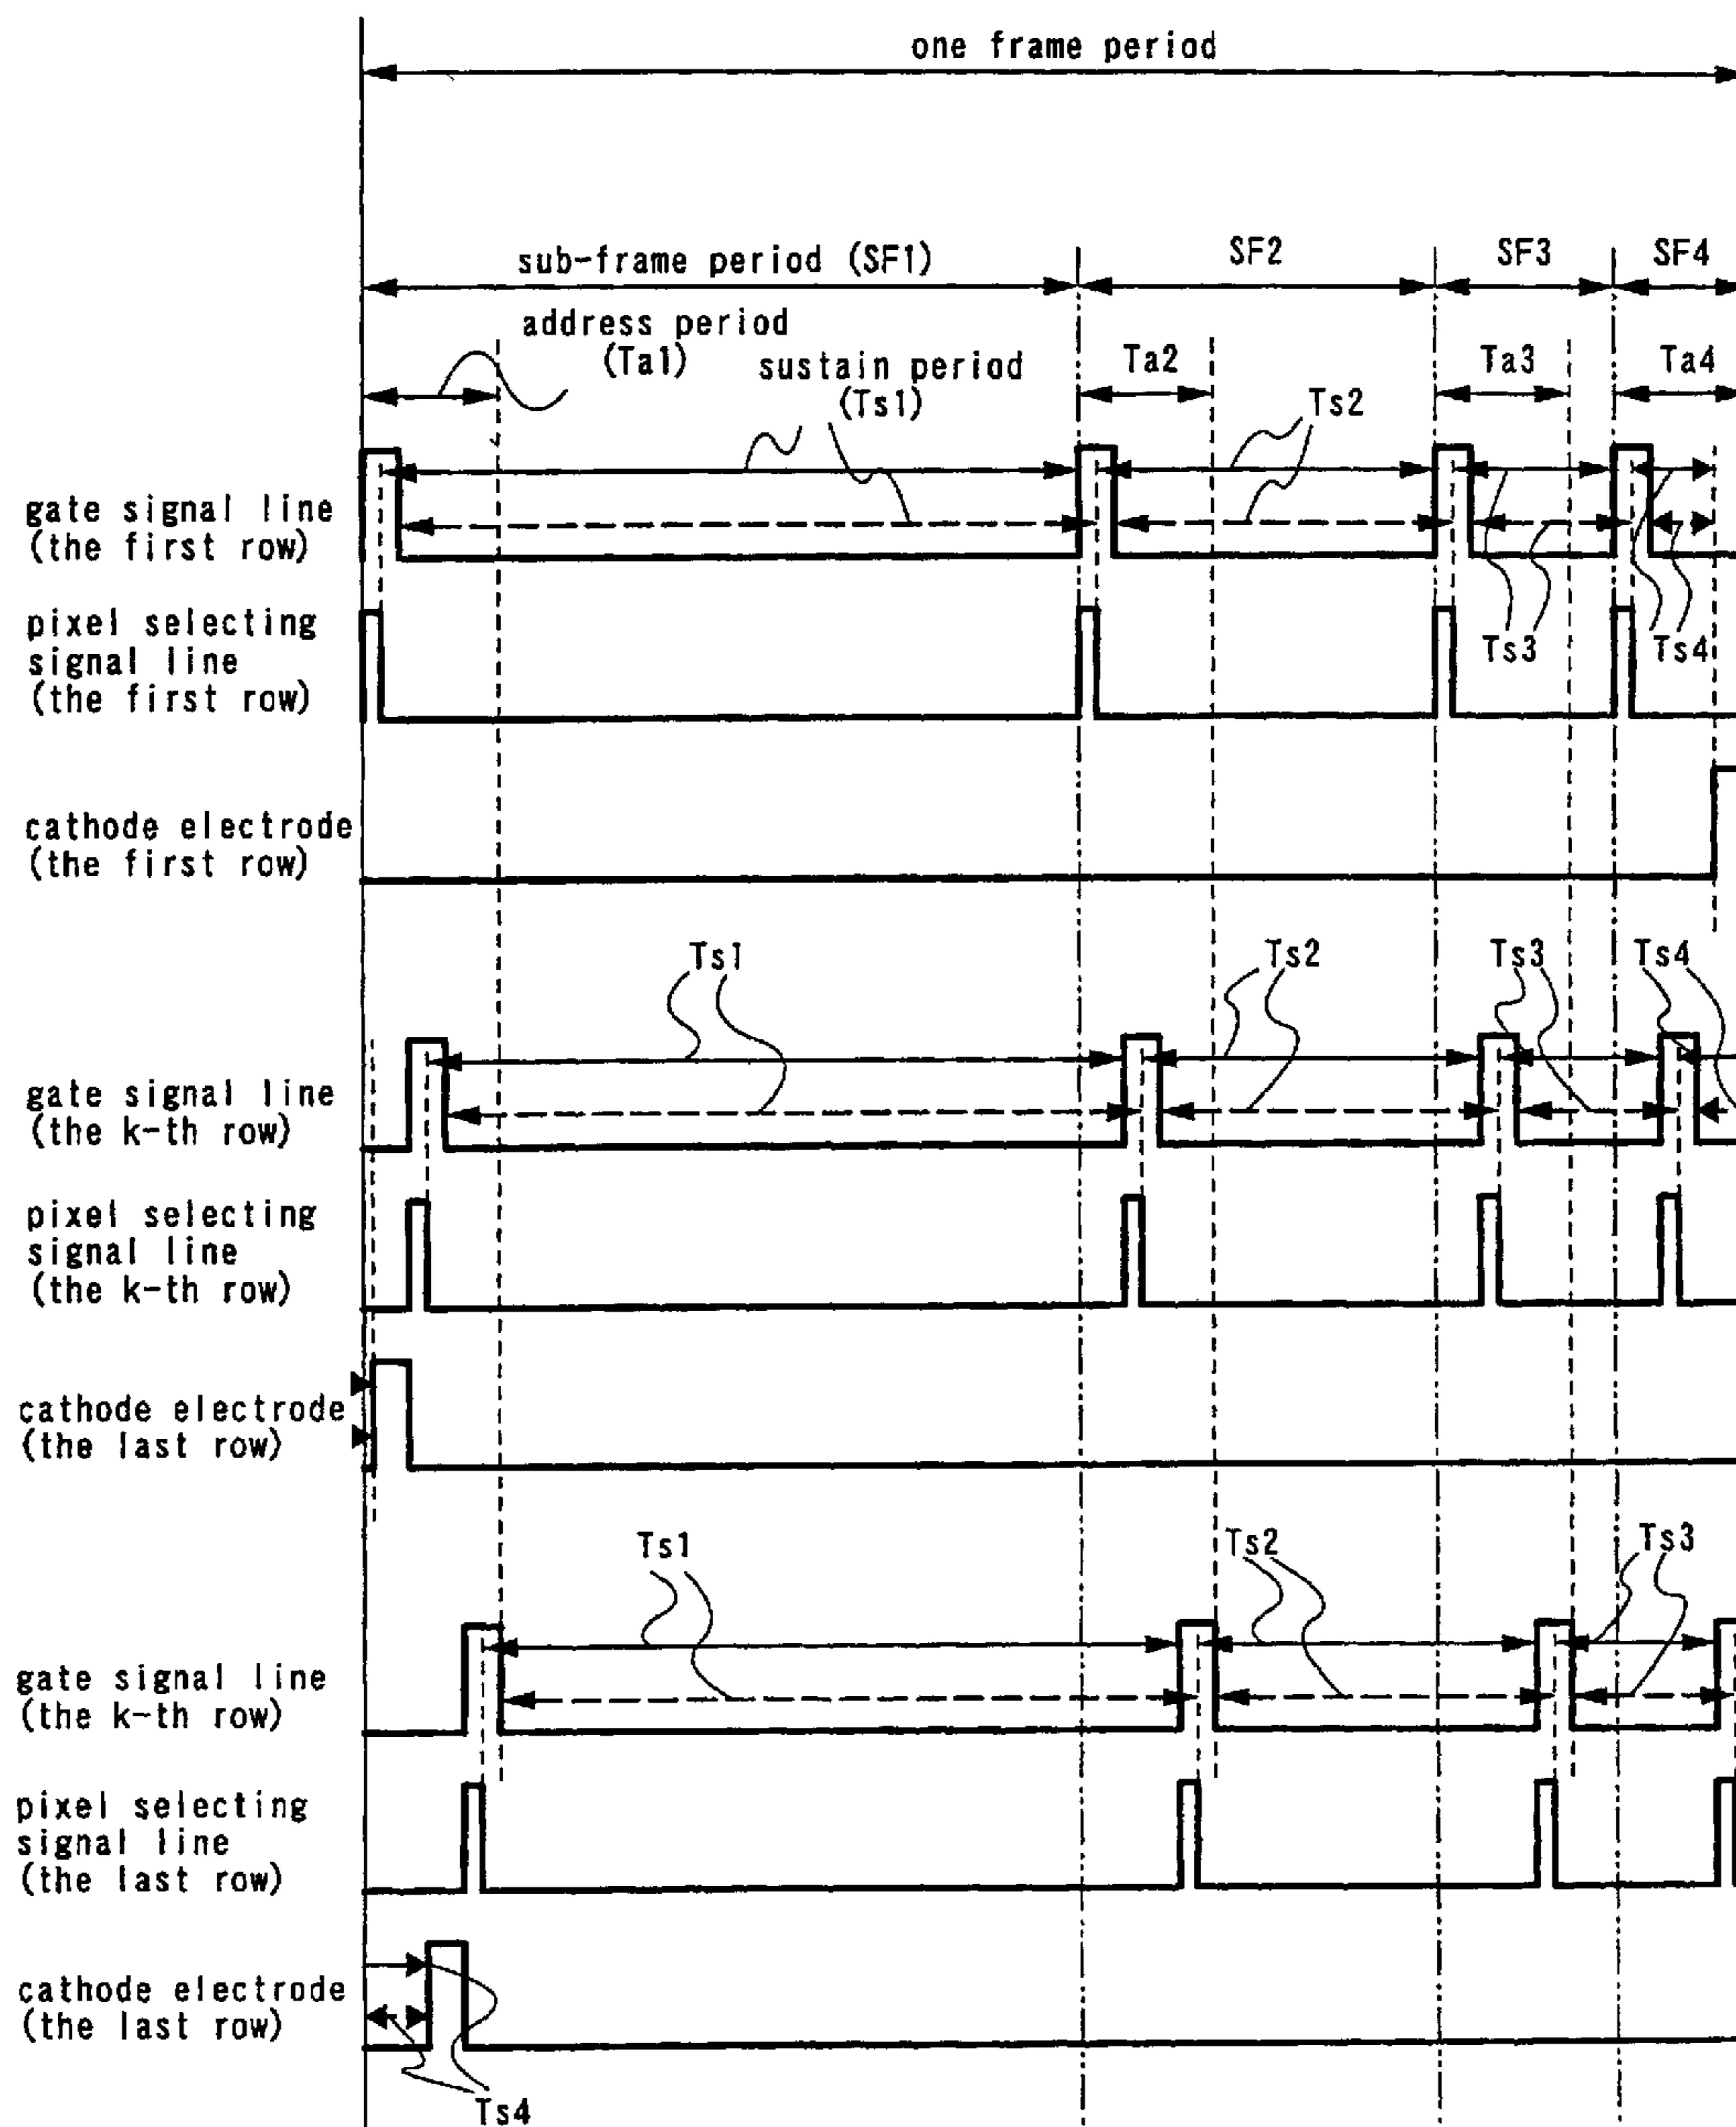 one frame period
sub-frame period (SF1)
SF2
SF3
SF4
address period
(Ta1)
sustain period
(Ts1)
Ta2
Ts2
Ta3
Ta4
gate signal line
(the first row)
pixel selecting
signal line
(the first row)
Ts3
Ts4
cathode electrode
(the first row)
Ts1
Ts2
Ts3
Ts4
gate signal line
(the k-th row)
pixel selecting
signal line
(the k-th row)
cathode electrode
(the last row)
Ts1
Ts2
Ts3
gate signal line
(the k-th row)
pixel selecting
signal line
(the last row)
cathode electrode
(the last row)
Ts4